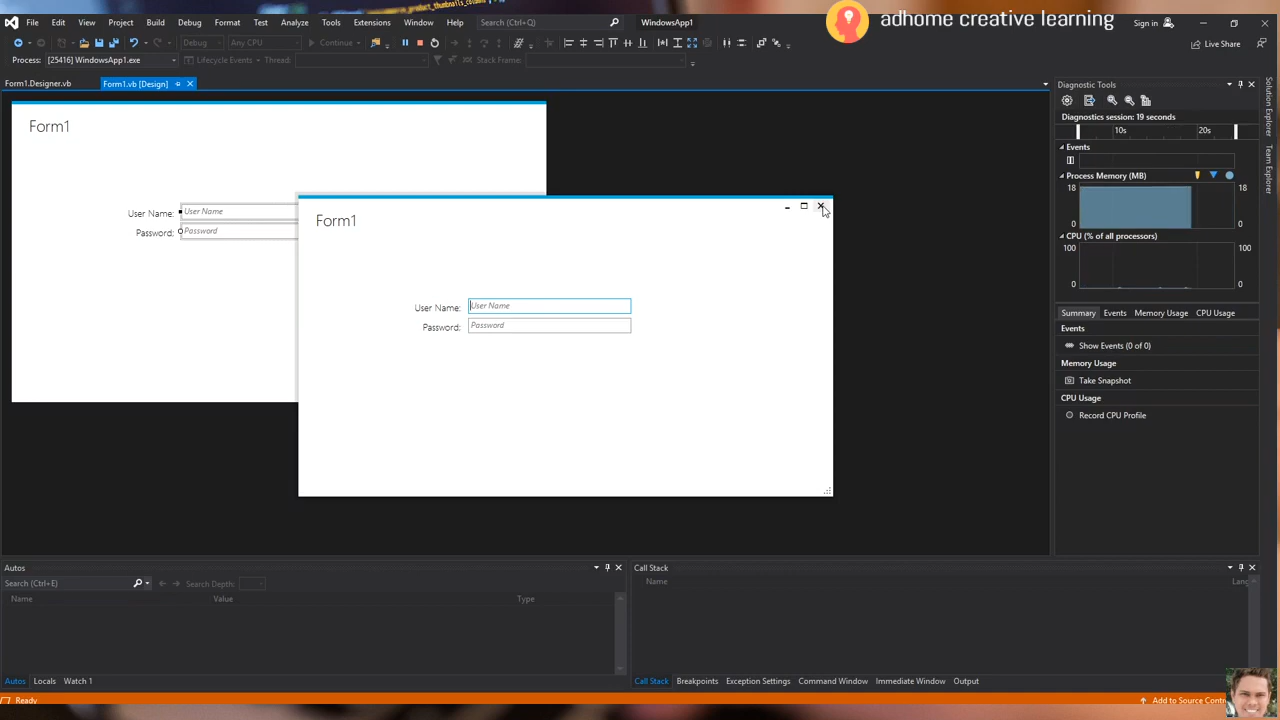 adhome creative learning
File Edit View Project Build Debug Format Test Analyze Tools Extensions Window Help Search (Ctrl+Q) WindowsApp1 Sign in
Debug Any CPU Continue Live Share
Process: [25416] WindowsApp1.exe Lifecycle Events Thread: Stack Frame:
Form1.Designer.vb Form1.vb [Design]
Diagnostic Tools
Solution Explorer
Team Explorer
Diagnostics session: 19 seconds
10s 20s
Events
Process Memory (MB)
18 18
0 0
CPU (% of all processors)
100 100
0 0
Summary Events Memory Usage CPU Usage
Events
Show Events (0 of 0)
Memory Usage
Take Snapshot
CPU Usage
Record CPU Profile
Form1
User Name: User Name
Password: Password
Form1
User Name: User Name
Password: Password
Autos
Search (Ctrl+E) Search Depth:
Name Value Type
Autos Locals Watch 1
Call Stack
Name Lang
Call Stack Breakpoints Exception Settings Command Window Immediate Window Output
Ready Add to Source Contr